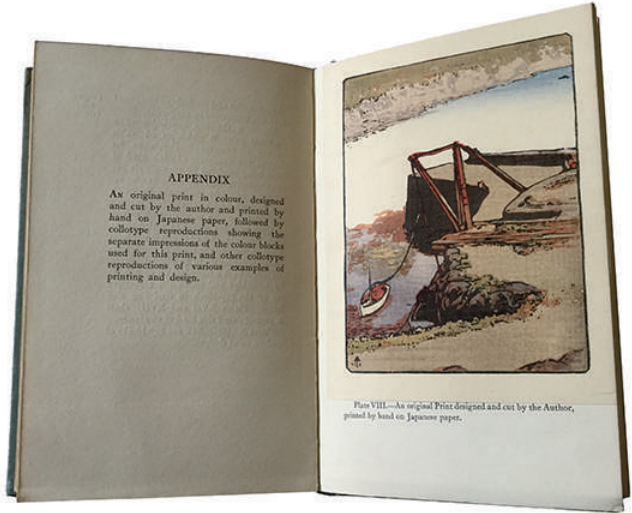 APPENDIX
An original print in colour, designed
and cut by the author and printed by
hand on Japanese paper, followed by
collotype reproductions showing the
separate impressions of the colour blocks
used for this print, and other collotype
reproductions of various examples of
printing and design.
Plate VIII.—An original Print designed and cut by the Author,
printed by hand on Japanese paper.